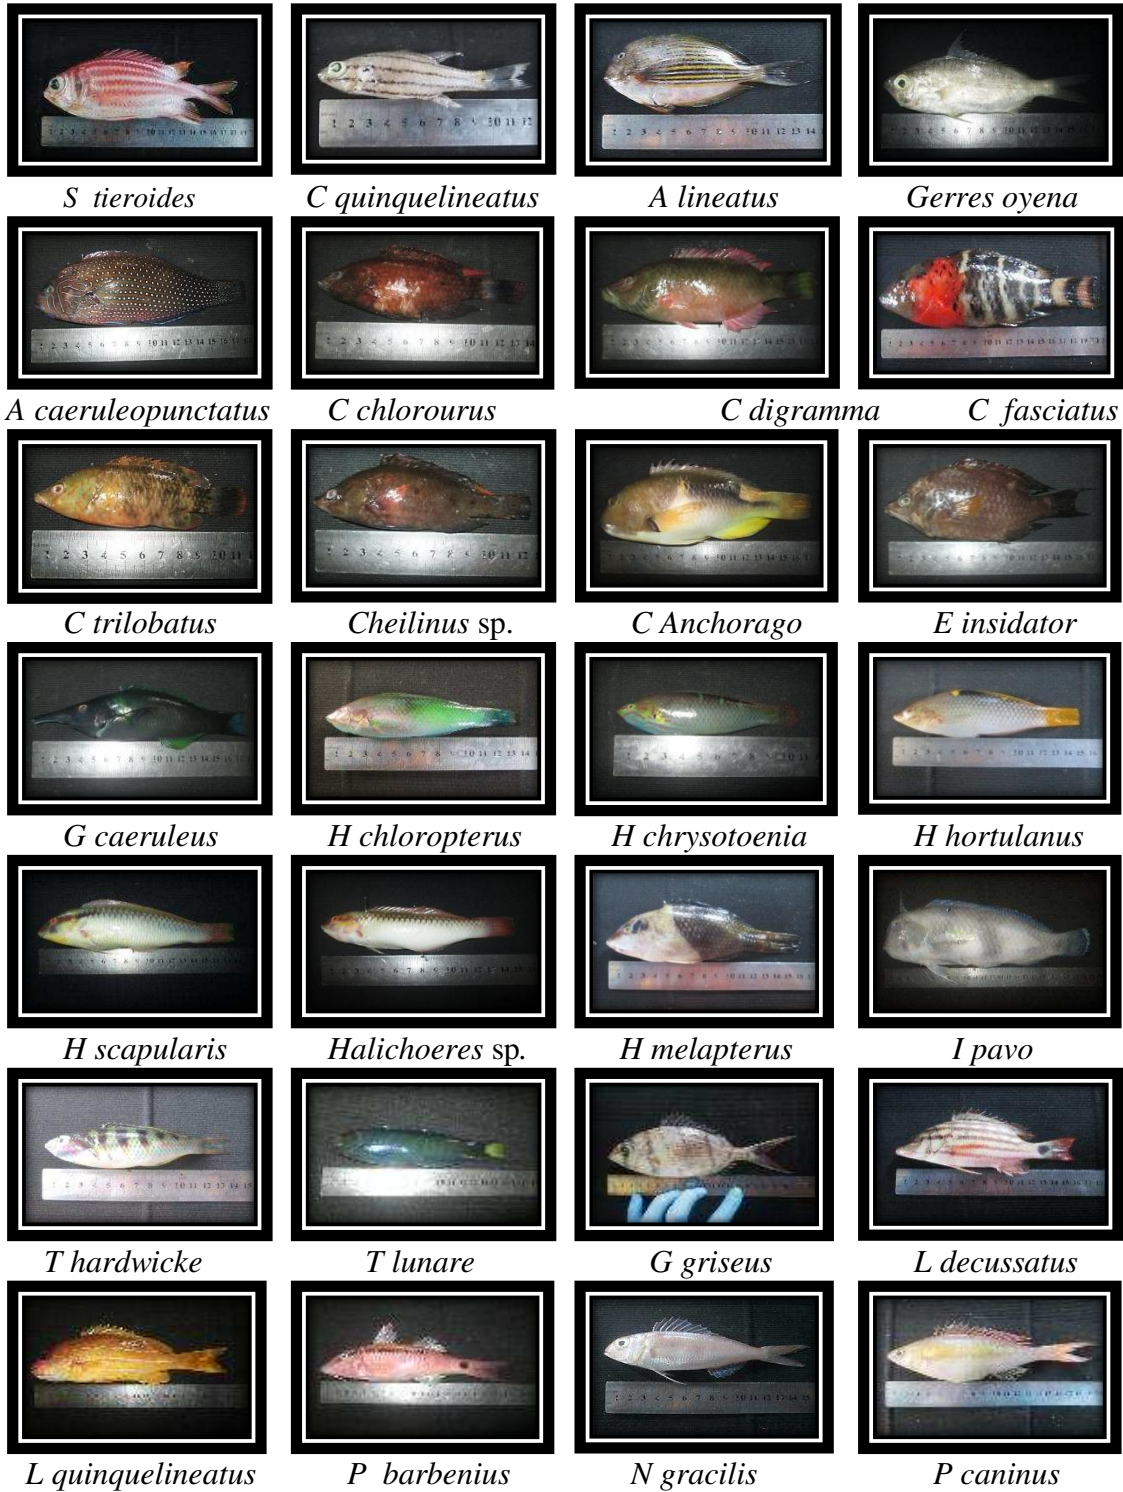 S tieroides C quinquelineatus A lineatus Gerres oyena
A caeruleopunctatus C chlorourus C digramma C fasciatus
C trilobatus Cheilinus sp. C Anchorago E insidator
G caeruleus H chloropterus H chrysotoenia H hortulanus
H scapularis Halichoeres sp. H melapterus I pavo
T hardwicke T lunare G griseus L decussatus
L quinquelineatus P barbenius N gracilis P caninus